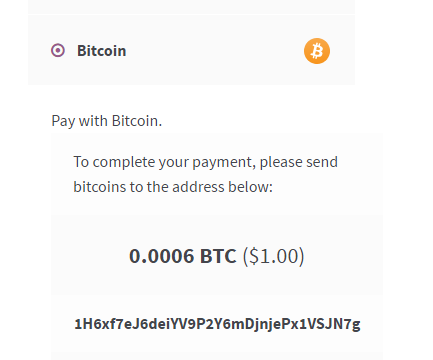 Bitcoin
Pay with Bitcoin.
To complete your payment, please send
bitcoins to the address below:
0.0006 BTC ($1.00)
1H6xf7eJ6deiYV9P2Y6mDjnjePx1VSJN7g